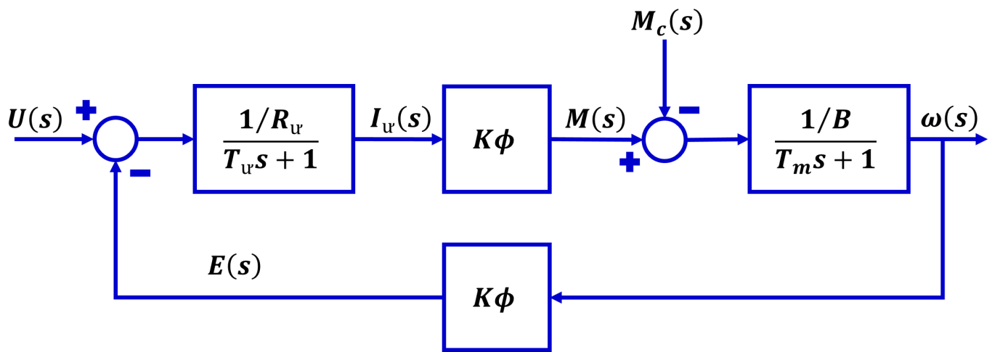 M_c(s)
U(s)
+
−
(1/R_ư)/(T_ư s + 1)
I_ư(s)
Kϕ
M(s)
+
−
(1/B)/(T_m s + 1)
ω(s)
E(s)
Kϕ